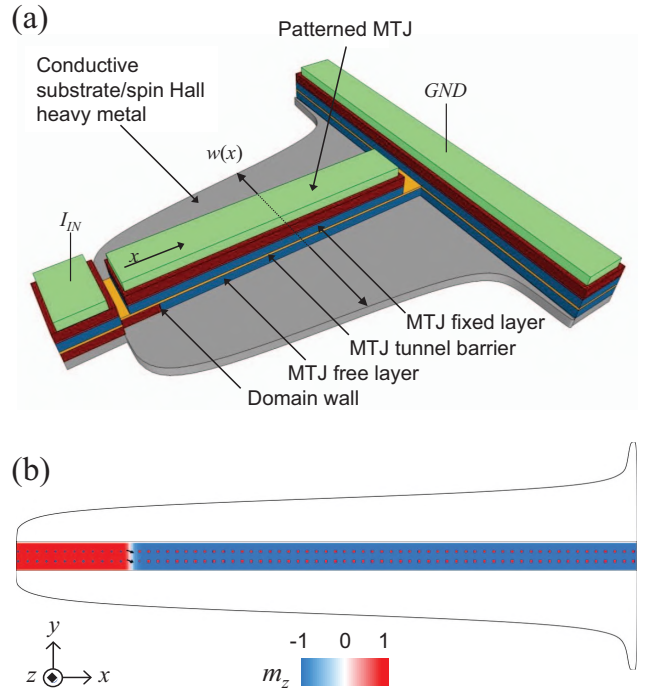 (a)
Patterned MTJ
Conductive
substrate/spin Hall
heavy metal
GND
w(x)
I_IN
x
MTJ fixed layer
MTJ tunnel barrier
MTJ free layer
Domain wall
(b)
y
z
x
-1 0 1
m_z